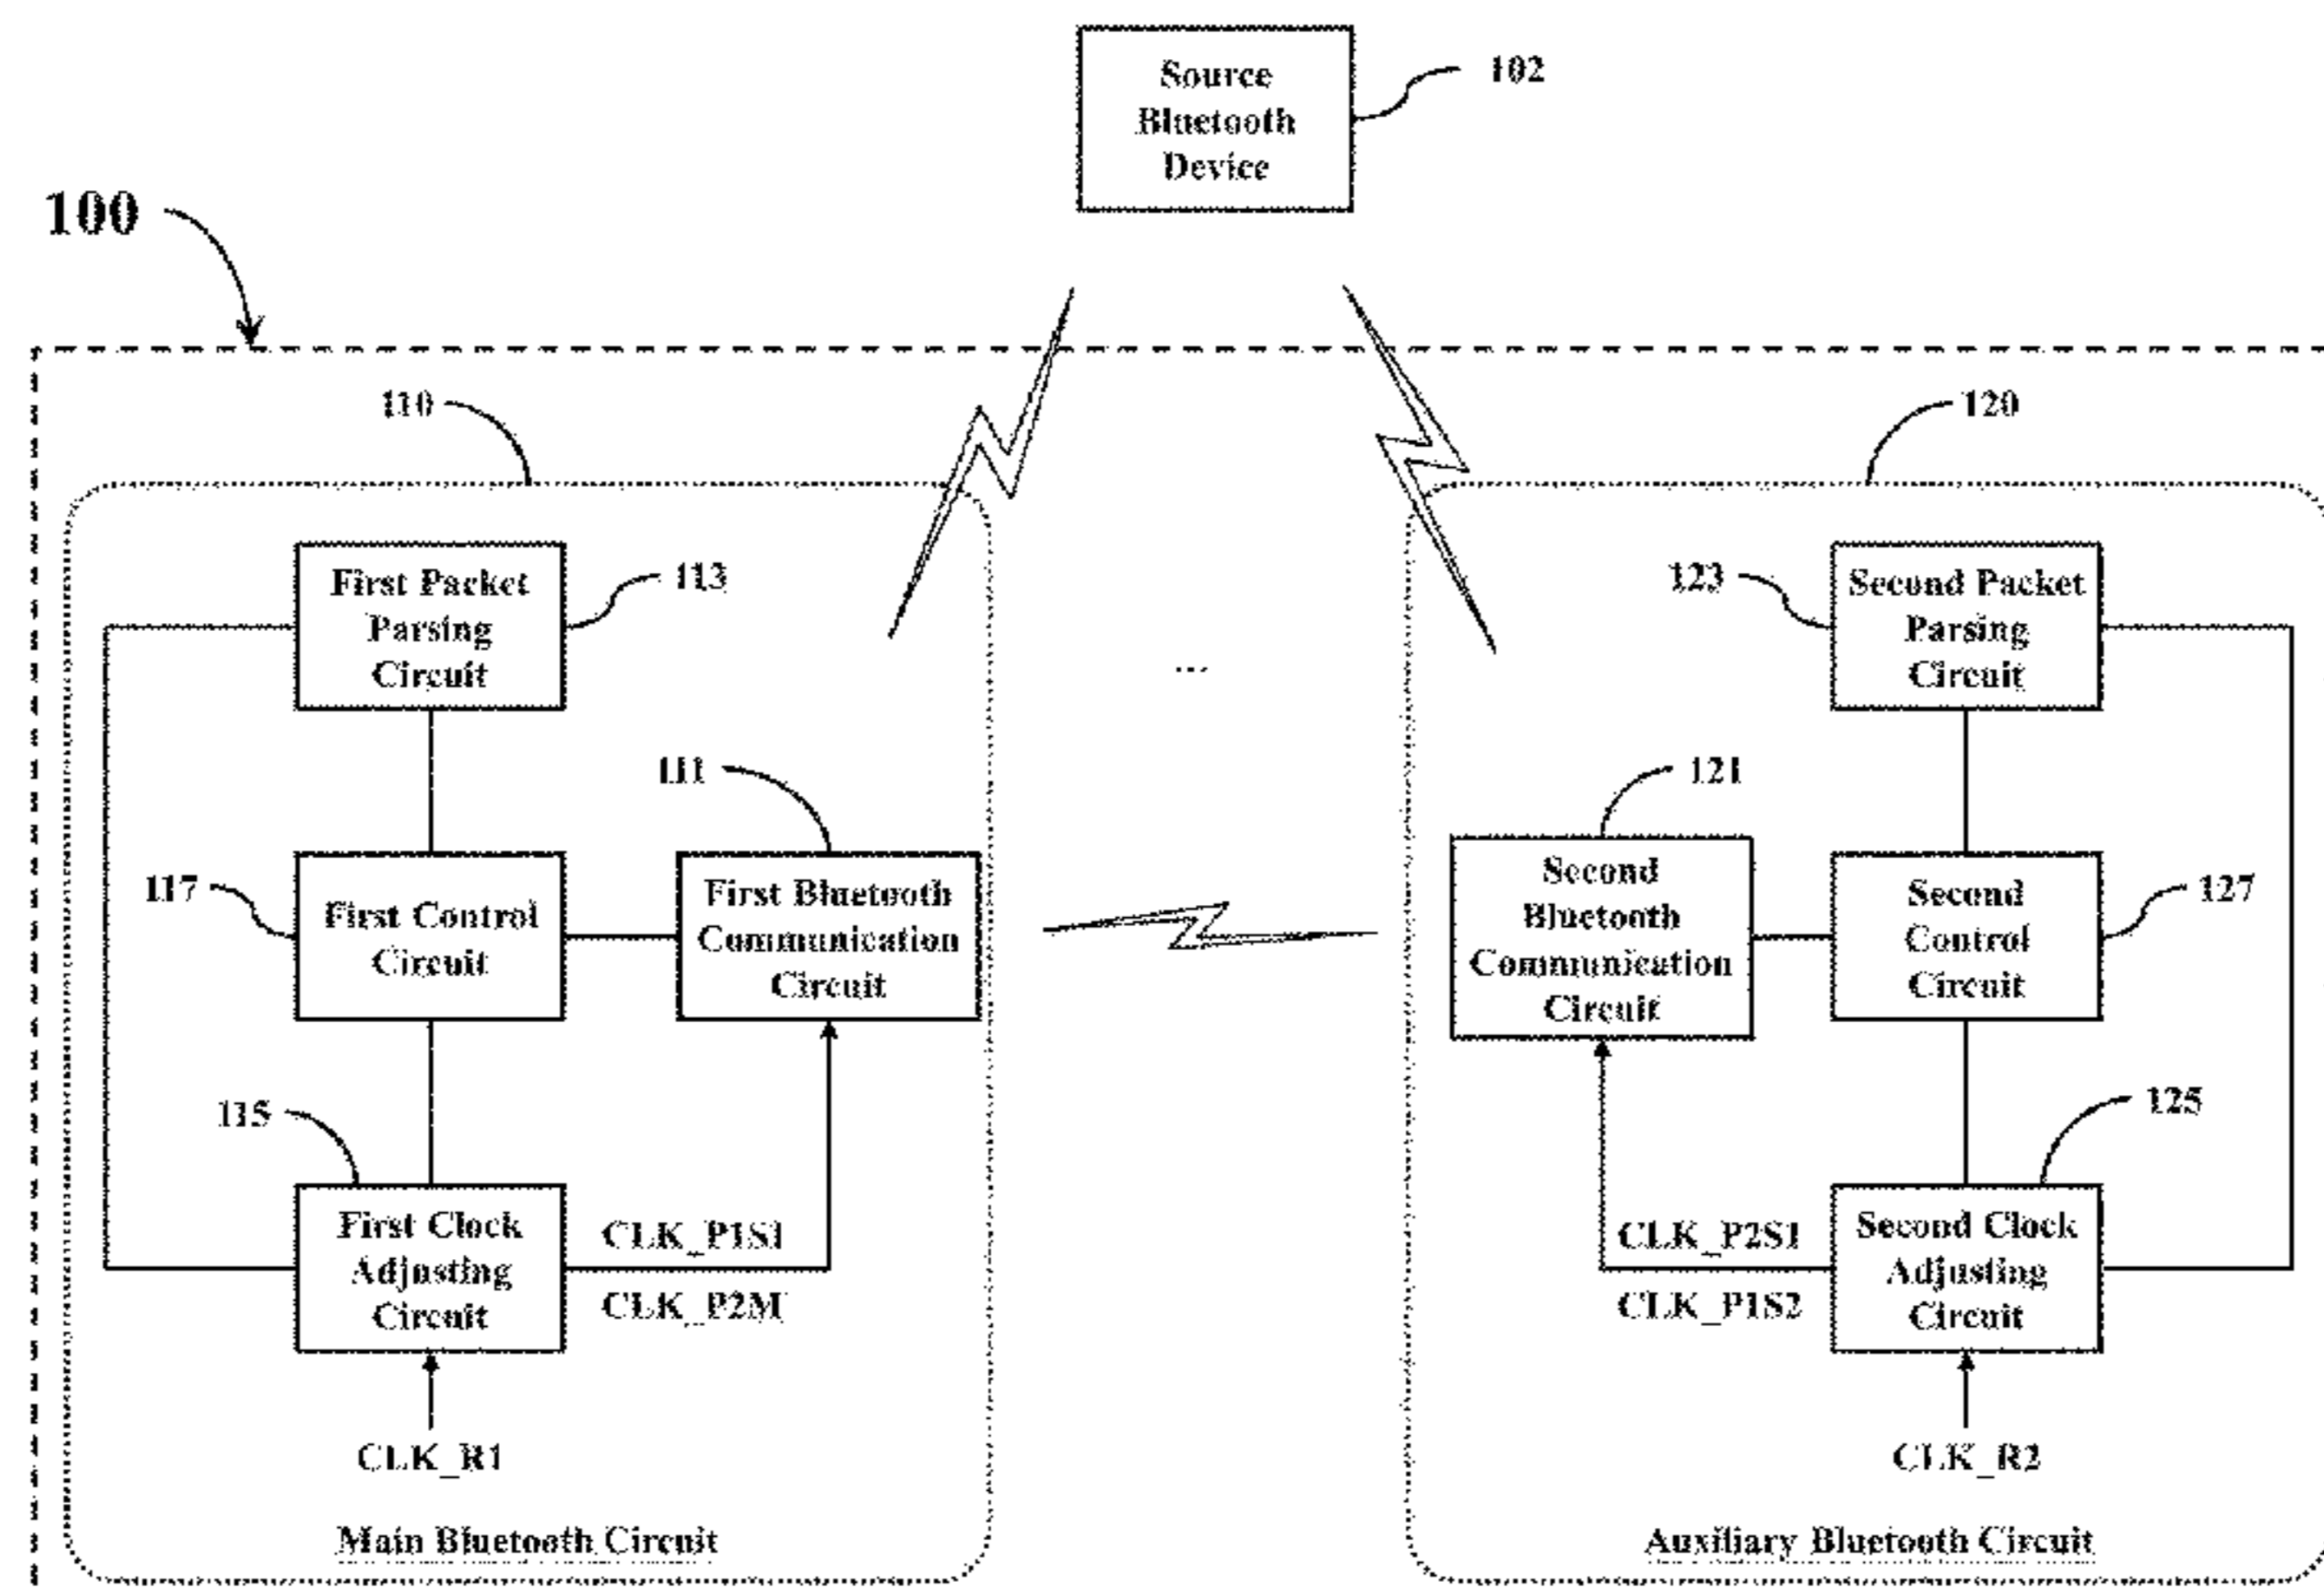 Source
Bluetooth
Device
102
100
110
120
First Packet
Parsing
Circuit
113
123
Second Packet
Parsing
Circuit
111
121
117
First Control
Circuit
First Bluetooth
Communication
Circuit
Second
Bluetooth
Communication
Circuit
Second
Control
Circuit
127
115
125
First Clock
Adjusting
Circuit
CLK_P1S1
CLK_P2M
CLK_P2S1
CLK_P1S2
Second Clock
Adjusting
Circuit
CLK_R1
CLK_R2
Main Bluetooth Circuit
Auxiliary Bluetooth Circuit
...